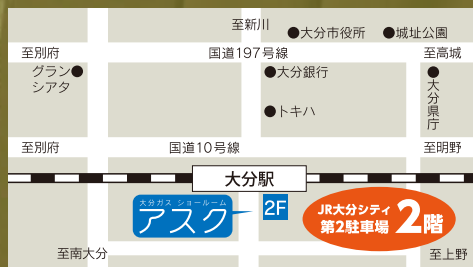 至新川
●大分市役所
●城址公園
至別府
国道197号線
至高城
グラン●
シアタ
●大分銀行
●
大分県庁
●トキハ
至別府
国道10号線
至明野
大分駅
大分ガス ショールーム
アスク
2F
JR大分シティ
第2駐車場
2階
至南大分
至上野